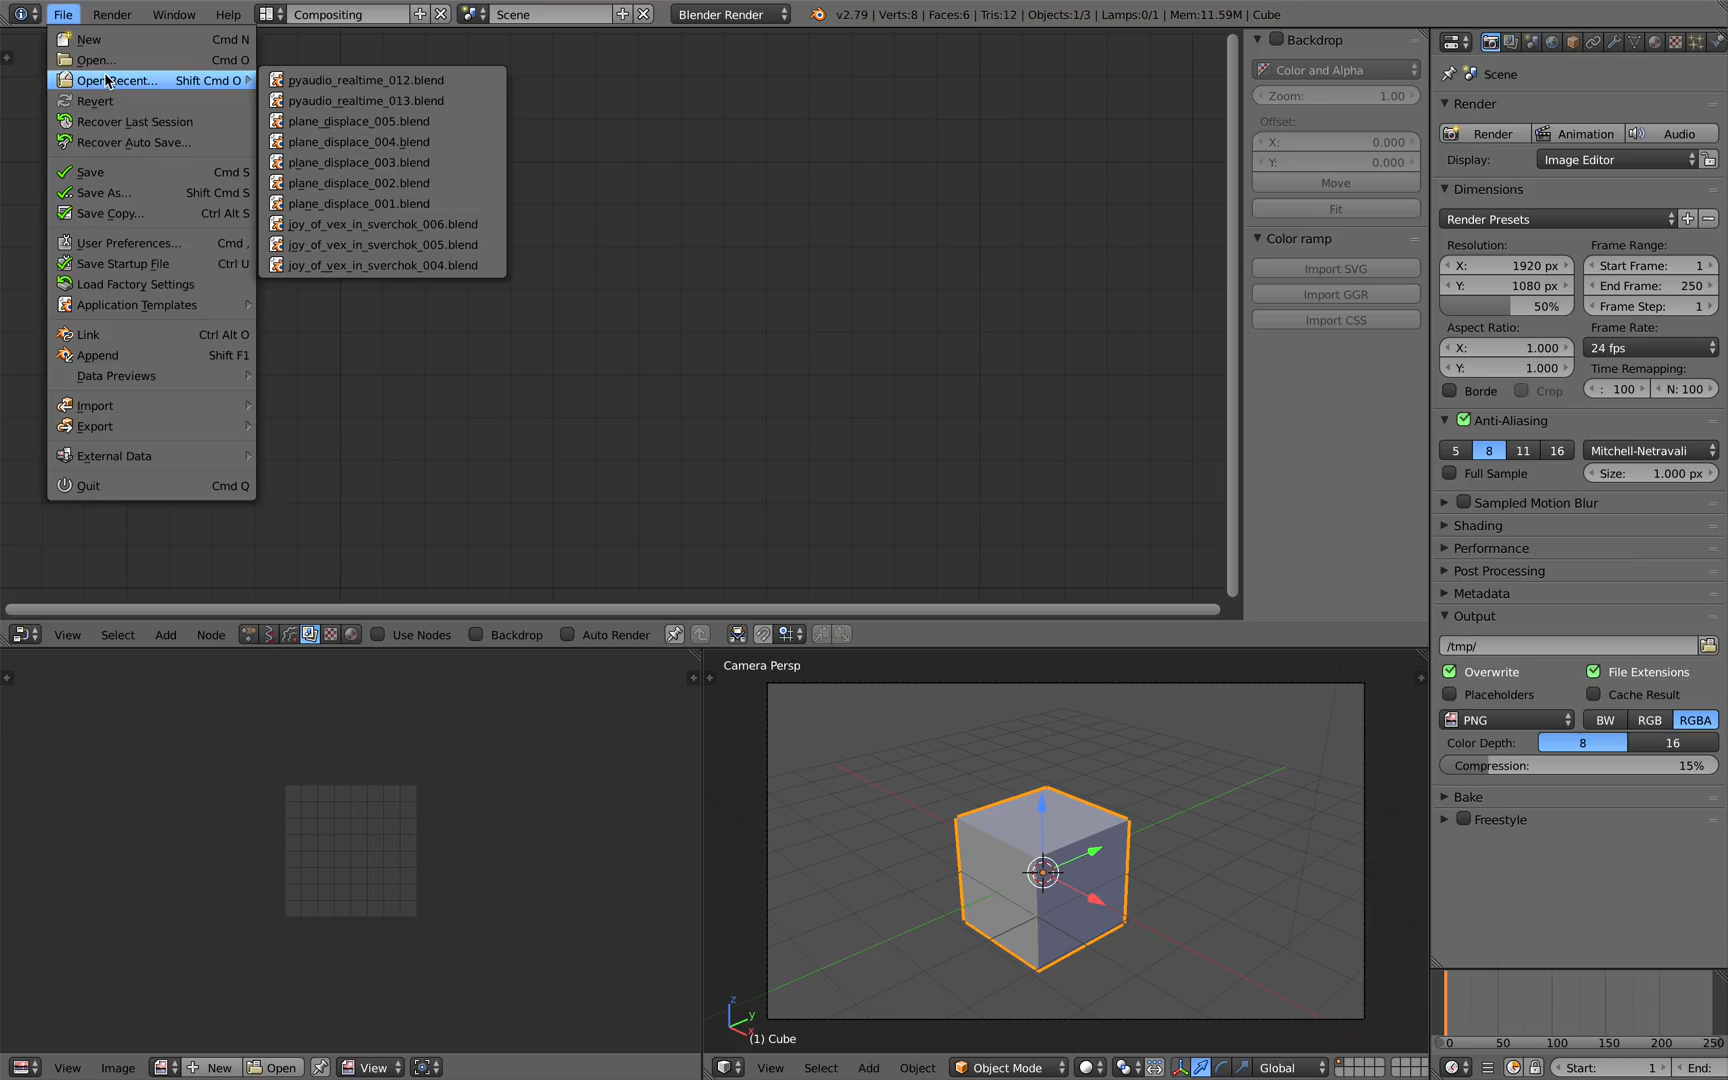 File Render Window Help Compositing Scene Blender Render v2.79 | Verts:8 | Faces:6 | Tris:12 | Objects:1/3 | Lamps:0/1 | Mem:11.59M | Cube
New Cmd N
Open... Cmd O
Open Recent... Shift Cmd O
Revert
Recover Last Session
Recover Auto Save...
Save Cmd S
Save As... Shift Cmd S
Save Copy... Ctrl Alt S
User Preferences... Cmd ,
Save Startup File Ctrl U
Load Factory Settings
Application Templates
Link Ctrl Alt O
Append Shift F1
Data Previews
Import
Export
External Data
Quit Cmd Q
pyaudio_realtime_012.blend
pyaudio_realtime_013.blend
plane_displace_005.blend
plane_displace_004.blend
plane_displace_003.blend
plane_displace_002.blend
plane_displace_001.blend
joy_of_vex_in_sverchok_006.blend
joy_of_vex_in_sverchok_005.blend
joy_of_vex_in_sverchok_004.blend
Backdrop
Color and Alpha
Zoom: 1.00
Offset:
X: 0.000
Y: 0.000
Move
Fit
Color ramp
Import SVG
Import GGR
Import CSS
Scene
Render
Render Animation Audio
Display: Image Editor
Dimensions
Render Presets
Resolution: Frame Range:
X: 1920 px Start Frame: 1
Y: 1080 px End Frame: 250
50% Frame Step: 1
Aspect Ratio: Frame Rate:
X: 1.000 24 fps
Y: 1.000 Time Remapping:
Borde Crop : 100 N: 100
Anti-Aliasing
5 8 11 16 Mitchell-Netravali
Full Sample Size: 1.000 px
Sampled Motion Blur
Shading
Performance
Post Processing
Metadata
Output
/tmp/
Overwrite File Extensions
Placeholders Cache Result
PNG BW RGB RGBA
Color Depth: 8 16
Compression: 15%
Bake
Freestyle
View Select Add Node Use Nodes Backdrop Auto Render
Camera Persp
z
y
x
(1) Cube
0 50 100 150 200 250
View Image New Open View
View Select Add Object Object Mode Global
Start: 1 End: